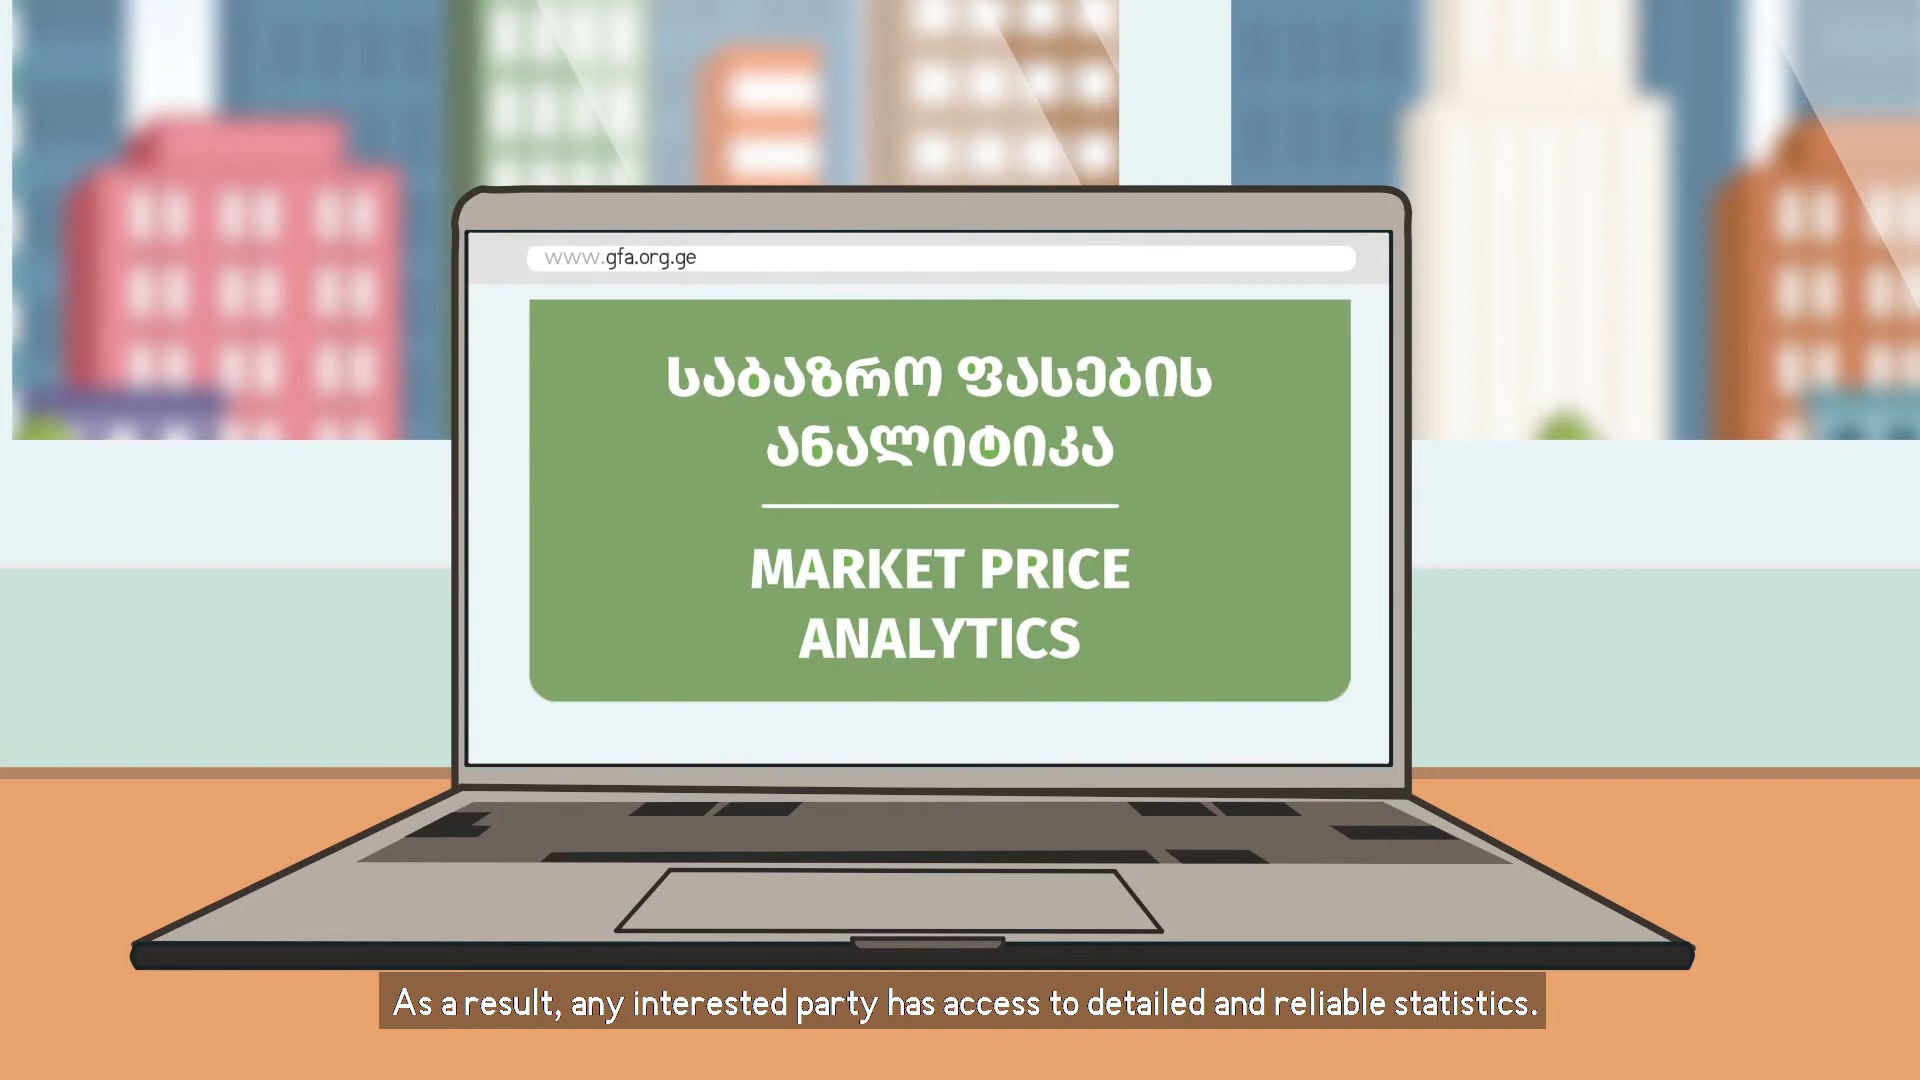 www.gfa.org.ge
საბაზრო ფასების
ანალიტიკა
MARKET PRICE
ANALYTICS
As a result, any interested party has access to detailed and reliable statistics.